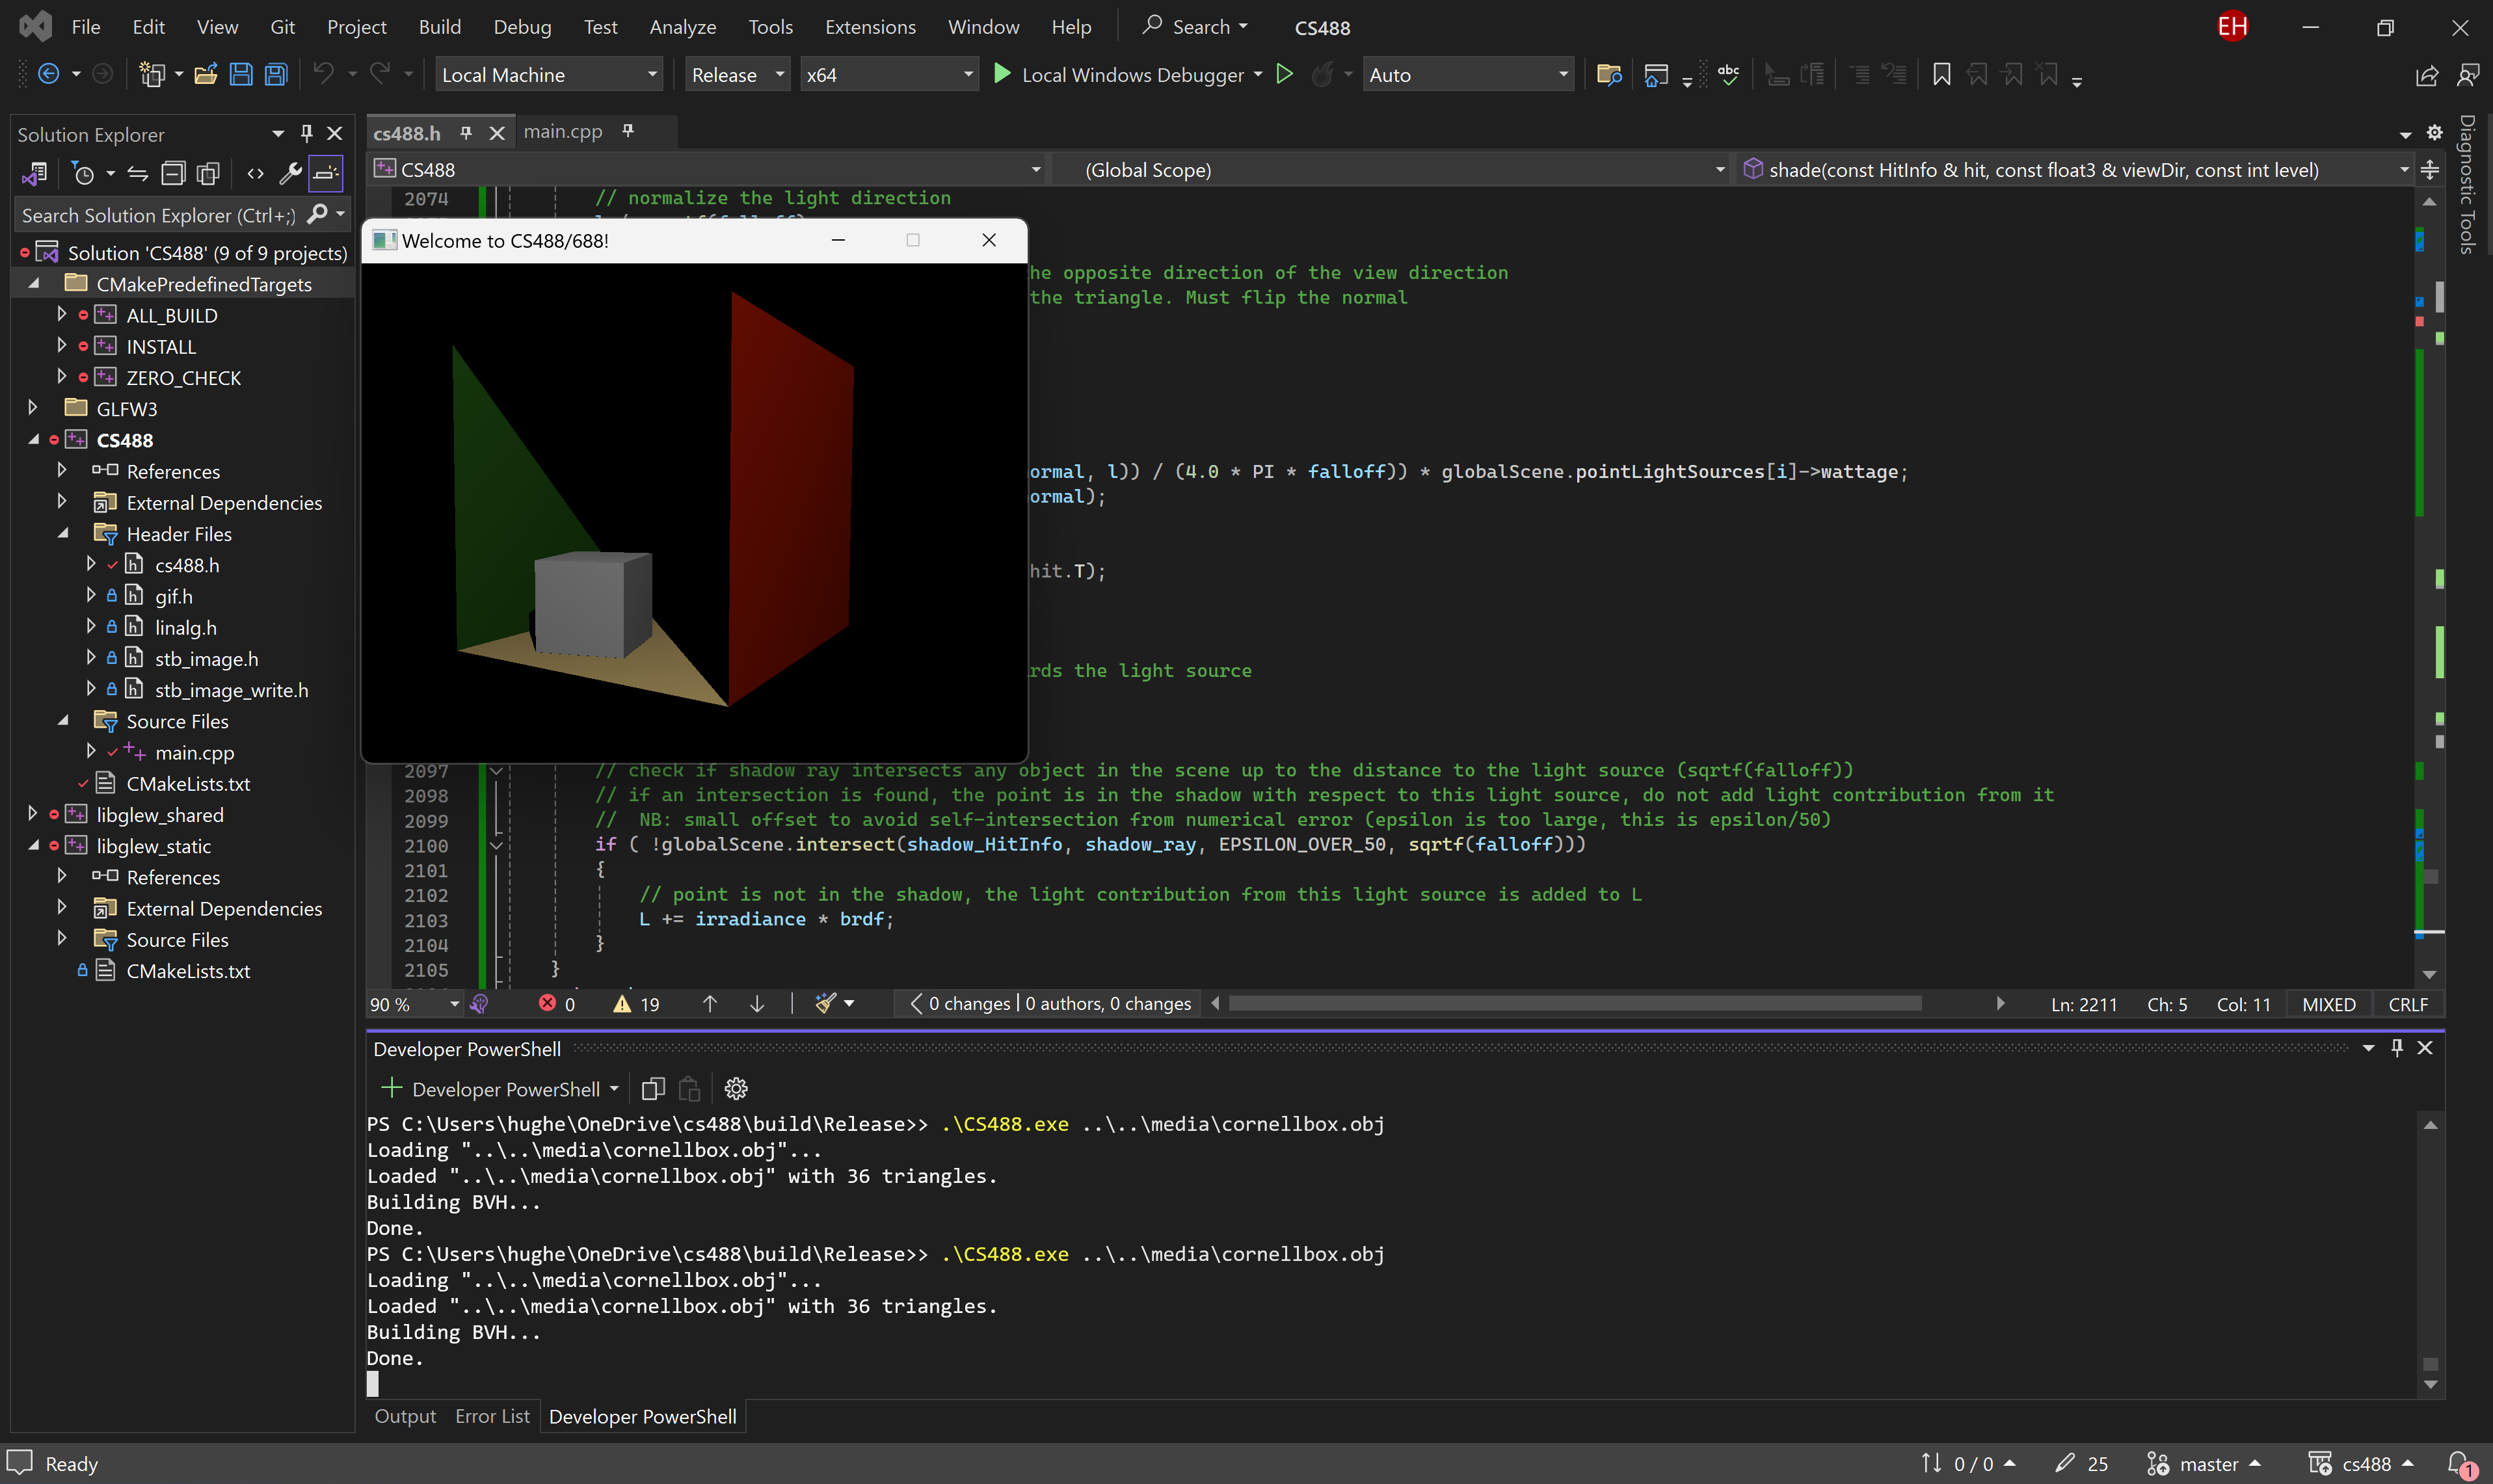 File Edit View Git Project Build Debug Test Analyze Tools Extensions Window Help Search CS488 EH
Local Machine Release x64 Local Windows Debugger Auto
Solution Explorer
Search Solution Explorer (Ctrl+;)
Solution 'CS488' (9 of 9 projects)
CMakePredefinedTargets
ALL_BUILD
INSTALL
ZERO_CHECK
GLFW3
CS488
References
External Dependencies
Header Files
cs488.h
gif.h
linalg.h
stb_image.h
stb_image_write.h
Source Files
main.cpp
CMakeLists.txt
libglew_shared
libglew_static
References
External Dependencies
Source Files
CMakeLists.txt
cs488.h main.cpp
CS488 (Global Scope) shade(const HitInfo & hit, const float3 & viewDir, const int level)
Diagnostic Tools
2074 // normalize the light direction
Welcome to CS488/688!
he opposite direction of the view direction
the triangle. Must flip the normal
ormal, l)) / (4.0 * PI * falloff)) * globalScene.pointLightSources[i]->wattage;
ormal);
hit.T);
rds the light source
2097 // check if shadow ray intersects any object in the scene up to the distance to the light source (sqrtf(falloff))
2098 // if an intersection is found, the point is in the shadow with respect to this light source, do not add light contribution from it
2099 //  NB: small offset to avoid self-intersection from numerical error (epsilon is too large, this is epsilon/50)
2100 if ( !globalScene.intersect(shadow_HitInfo, shadow_ray, EPSILON_OVER_50, sqrtf(falloff)))
2101 {
2102 // point is not in the shadow, the light contribution from this light source is added to L
2103 L += irradiance * brdf;
2104 }
2105 }
90 % 0 19 0 changes | 0 authors, 0 changes Ln: 2211 Ch: 5 Col: 11 MIXED CRLF
Developer PowerShell
Developer PowerShell
PS C:\Users\hughe\OneDrive\cs488\build\Release>> .\CS488.exe ..\..\media\cornellbox.obj
Loading "..\..\media\cornellbox.obj"...
Loaded "..\..\media\cornellbox.obj" with 36 triangles.
Building BVH...
Done.
PS C:\Users\hughe\OneDrive\cs488\build\Release>> .\CS488.exe ..\..\media\cornellbox.obj
Loading "..\..\media\cornellbox.obj"...
Loaded "..\..\media\cornellbox.obj" with 36 triangles.
Building BVH...
Done.
Output Error List Developer PowerShell
Ready 0 / 0 25 master cs488 1